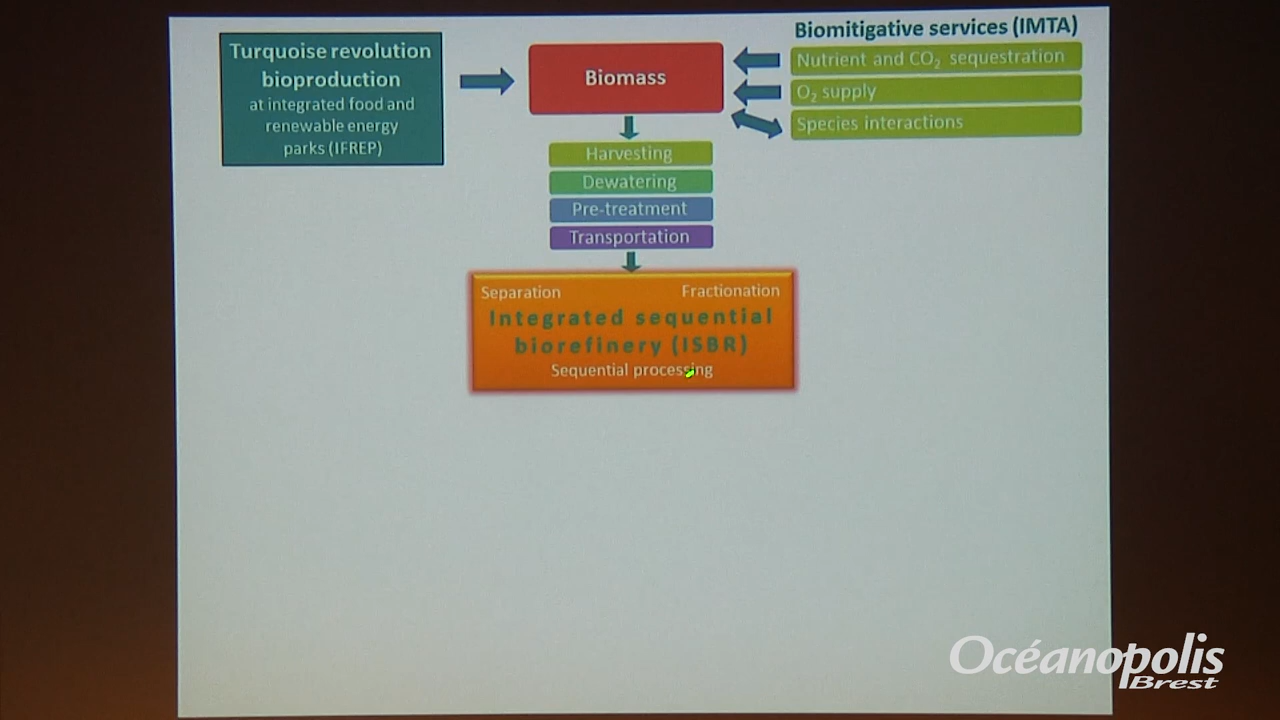 Turquoise revolution
bioproduction
at integrated food and
renewable energy
parks (IFREP)
Biomass
Biomitigative services (IMTA)
Nutrient and CO₂ sequestration
O₂ supply
Species interactions
Harvesting
Dewatering
Pre-treatment
Transportation
Separation
Fractionation
Integrated sequential
biorefinery (ISBR)
Sequential processing
Océanopolis
Brest